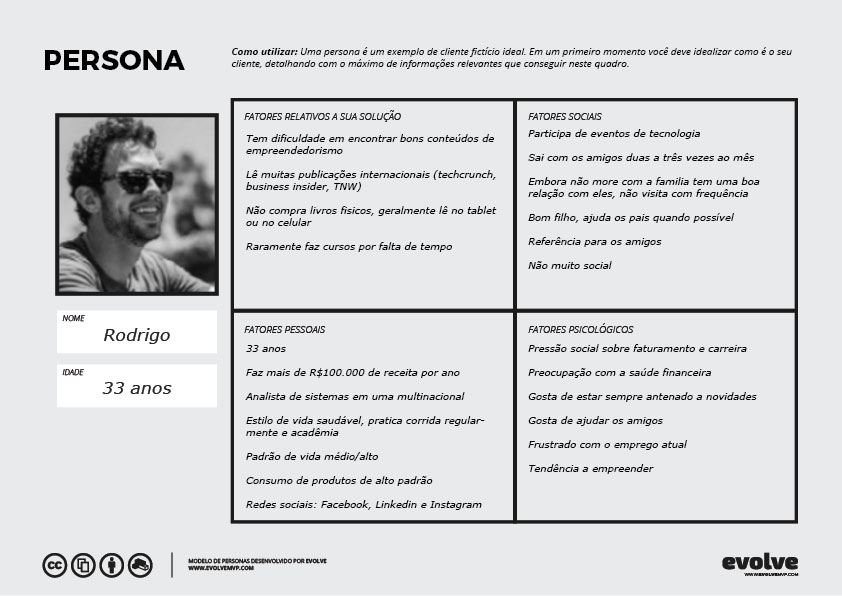 PERSONA
Como utilizar: Uma persona é um exemplo de cliente fictício ideal. Em um primeiro momento você deve idealizar como é o seu
cliente, detalhando com o máximo de informações relevantes que conseguir neste quadro.
NOME
Rodrigo
IDADE
33 anos
FATORES RELATIVOS A SUA SOLUÇÃO
Tem dificuldade em encontrar bons conteúdos de
empreendedorismo
Lê muitas publicações internacionais (techcrunch,
business insider, TNW)
Não compra livros fisicos, geralmente lê no tablet
ou no celular
Raramente faz cursos por falta de tempo
FATORES SOCIAIS
Participa de eventos de tecnologia
Sai com os amigos duas a três vezes ao mês
Embora não more com a familia tem uma boa
relação com eles, não visita com frequência
Bom filho, ajuda os pais quando possível
Referência para os amigos
Não muito social
FATORES PESSOAIS
33 anos
Faz mais de R$100.000 de receita por ano
Analista de sistemas em uma multinacional
Estilo de vida saudável, pratica corrida regular-
mente e acadêmia
Padrão de vida médio/alto
Consumo de produtos de alto padrão
Redes sociais: Facebook, Linkedin e Instagram
FATORES PSICOLÓGICOS
Pressão social sobre faturamento e carreira
Preocupação com a saúde financeira
Gosta de estar sempre antenado a novidades
Gosta de ajudar os amigos
Frustrado com o emprego atual
Tendência a empreender
cc
MODELO DE PERSONAS DESENVOLVIDO POR EVOLVE
WWW.EVOLVEMVP.COM
evolve
WWW.EVOLVEMVP.COM